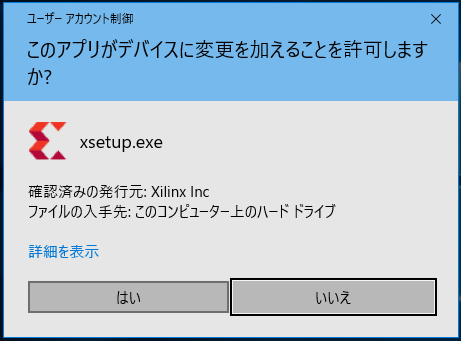 ユーザー アカウント制御
このアプリがデバイスに変更を加えることを許可します
か?
xsetup.exe
確認済みの発行元: Xilinx Inc
ファイルの入手先: このコンピューター上のハード ドライブ
詳細を表示
はい
いいえ